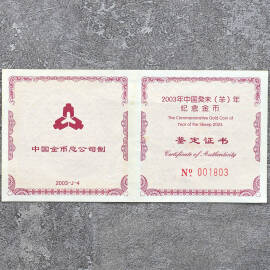 中国金币总公司制
2003-J-4
2003年中国癸未（羊）年
纪念金币
The Commemorative Gold Coin of
Year of the Sheep 2003
鉴定证书
Certificate of Authenticity
No 001803